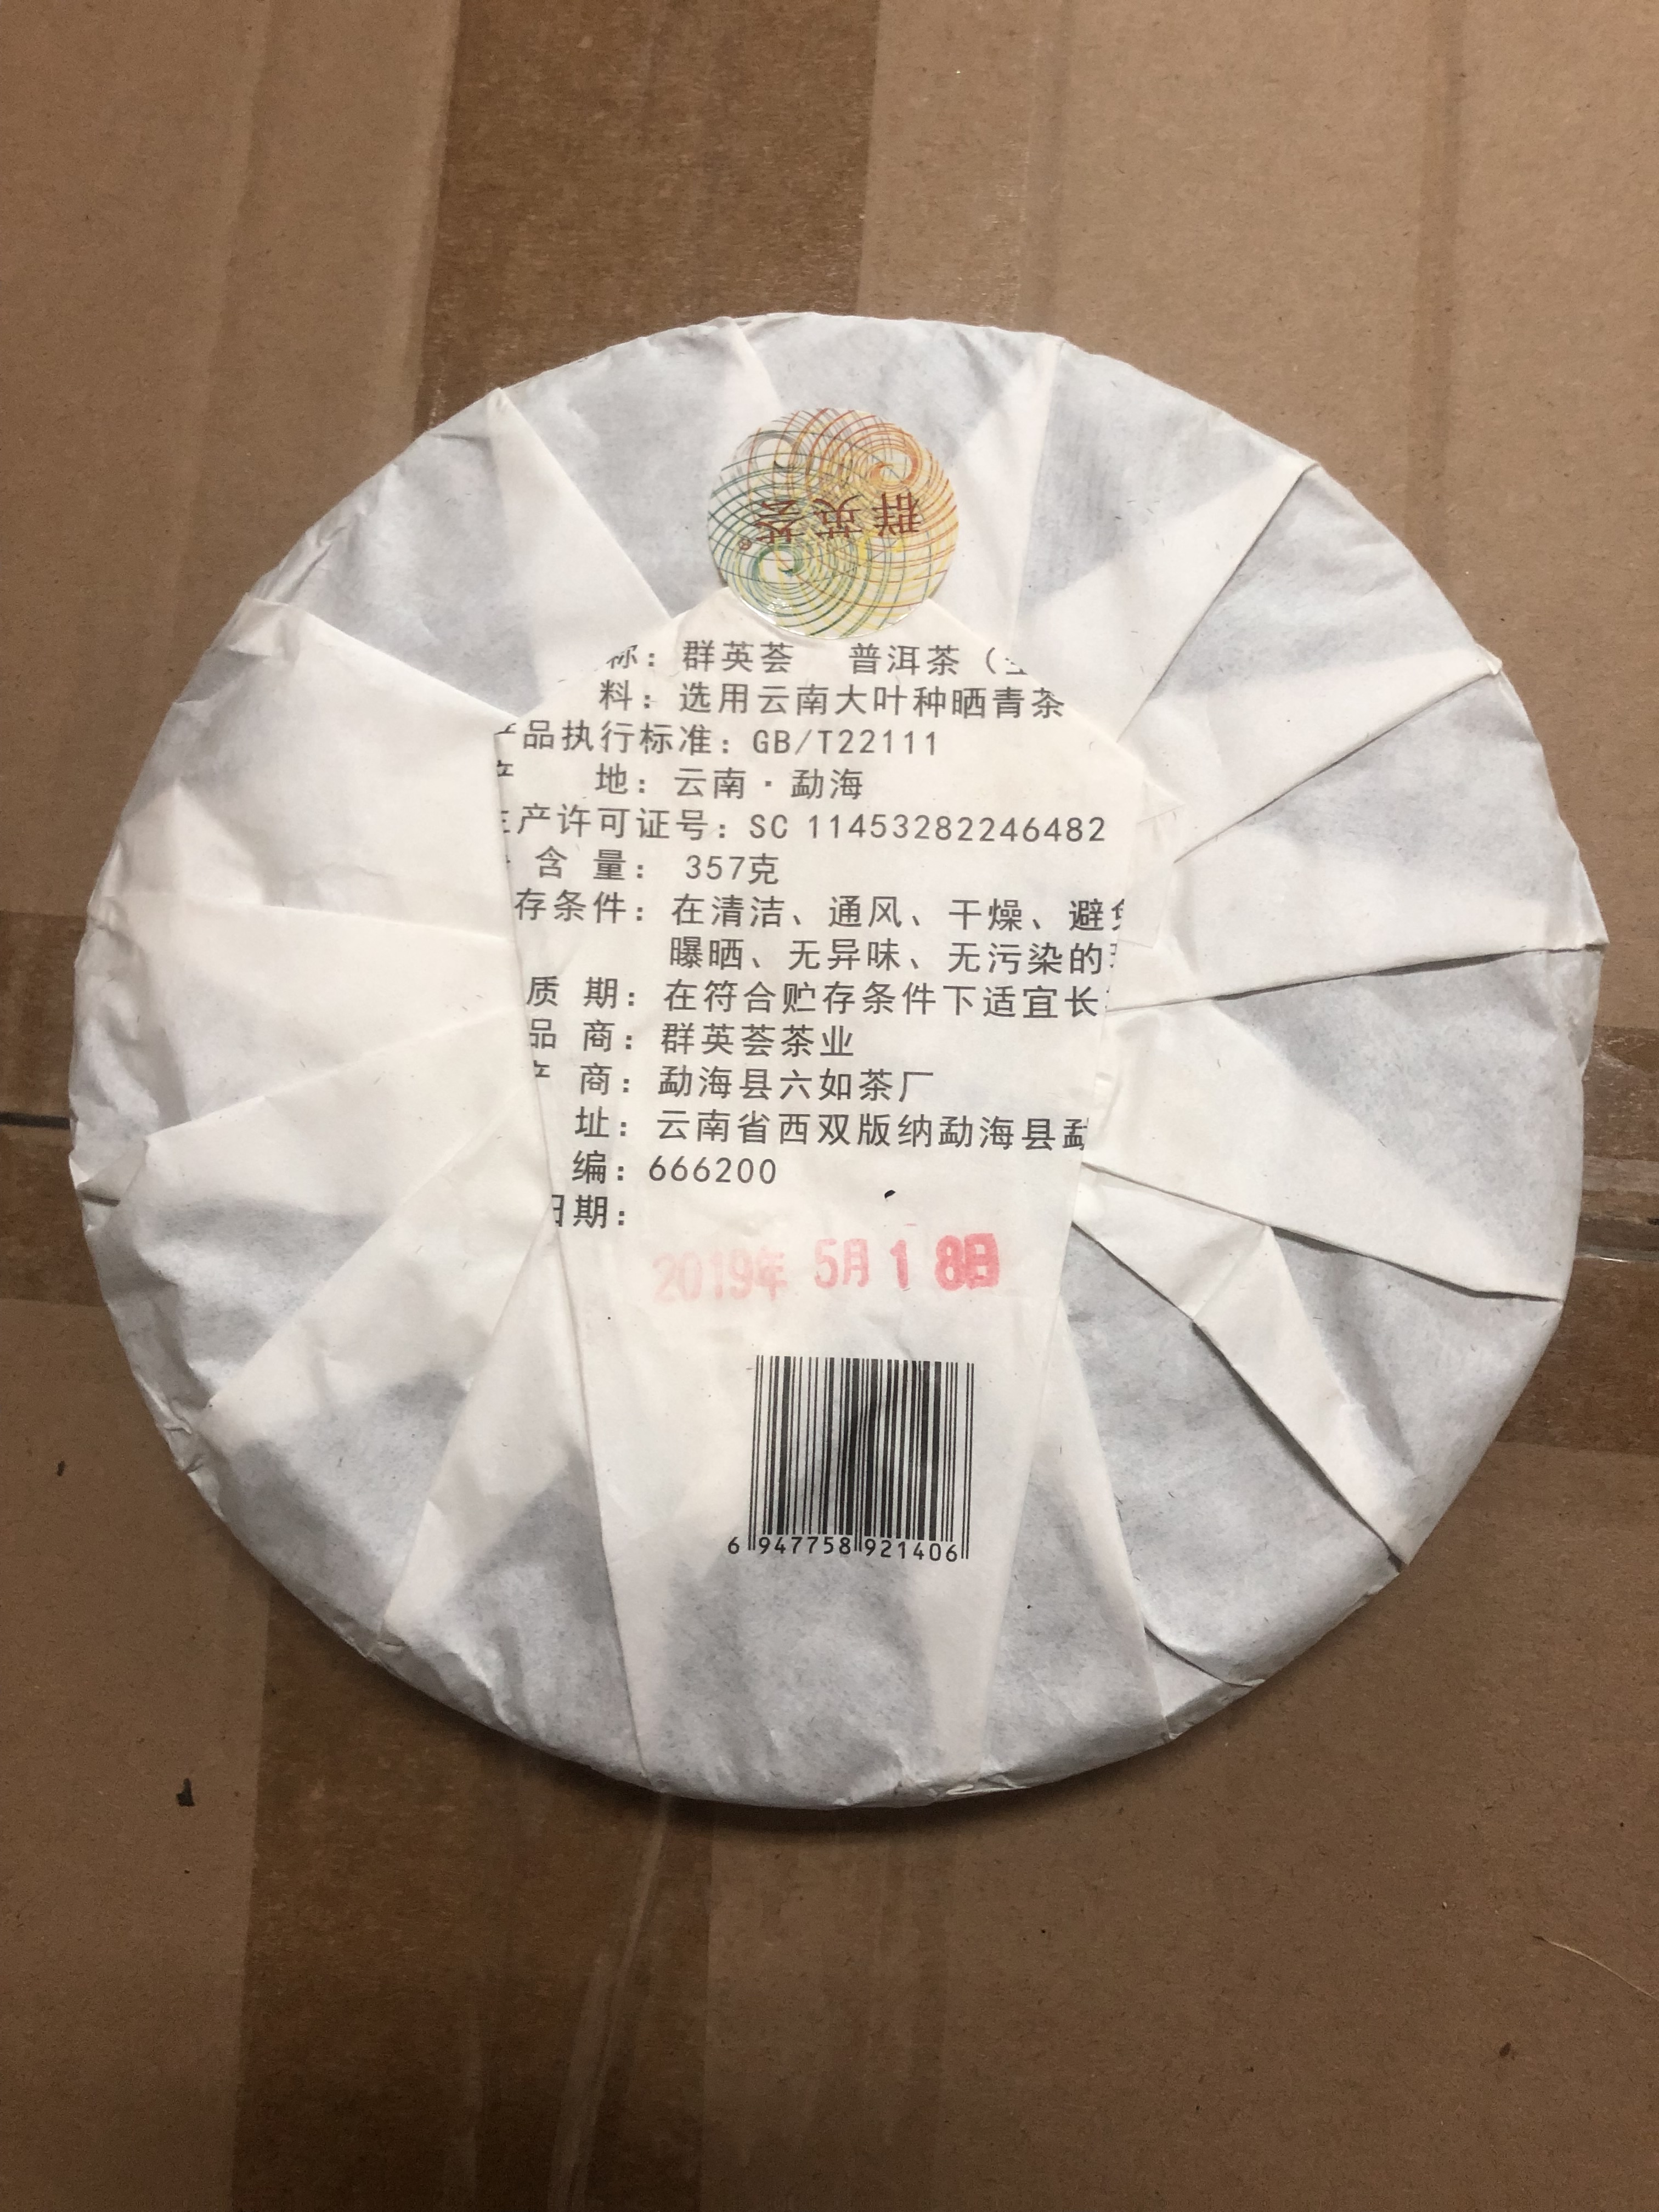 群英荟®
称：群英荟 普洱茶（
料：选用云南大叶种晒青茶
品执行标准：GB/T22111
地：云南·勐海
产许可证号：SC 11453282246482
含 量： 357克
存条件：在清洁、通风、干燥、避
曝晒、无异味、无污染的
质 期：在符合贮存条件下适宜长
品 商：群英荟茶业
商：勐海县六如茶厂
址：云南省西双版纳勐海县勐
编：666200
日期：
2019年 5月18日
6 947758 921406